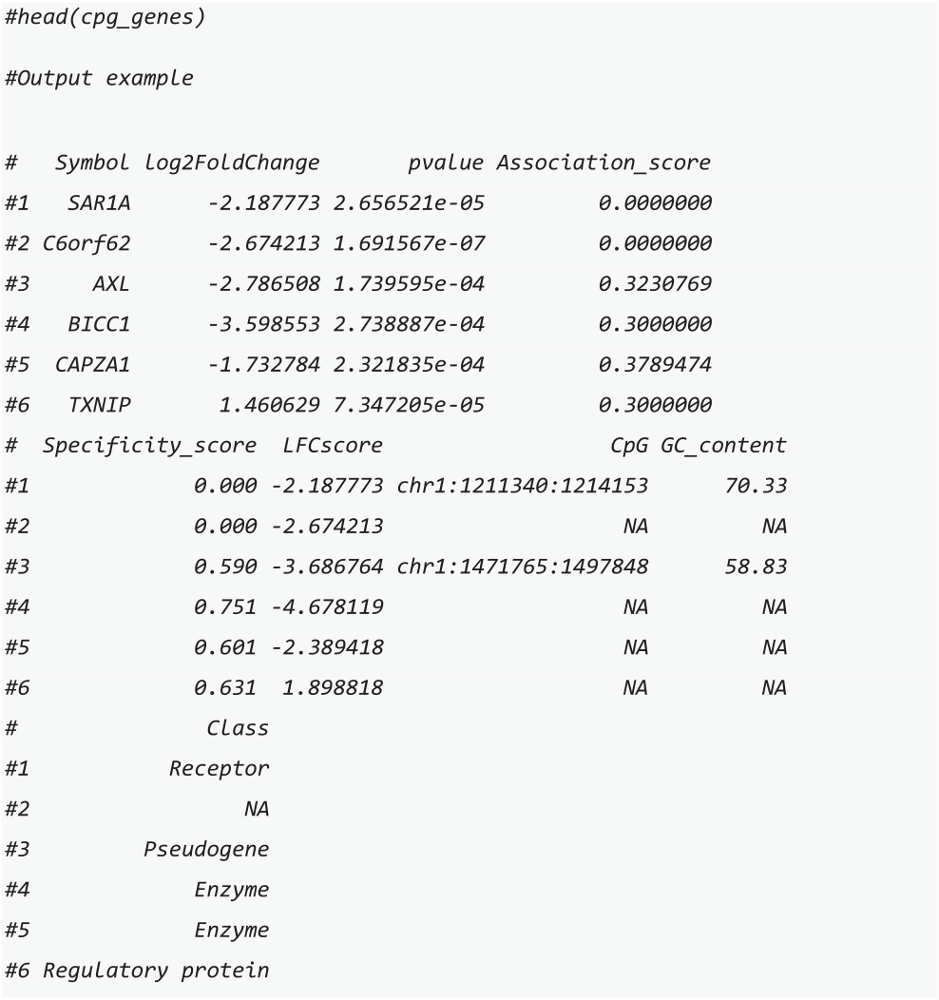 #head(cpg_genes)
#Output example
#   Symbol log2FoldChange       pvalue Association_score
#1   SAR1A      -2.187773 2.656521e-05         0.0000000
#2 C6orf62      -2.674213 1.691567e-07         0.0000000
#3     AXL      -2.786508 1.739595e-04         0.3230769
#4   BICC1      -3.598553 2.738887e-04         0.3000000
#5  CAPZA1      -1.732784 2.321835e-04         0.3789474
#6   TXNIP       1.460629 7.347205e-05         0.3000000
#  Specificity_score  LFCscore                  CpG GC_content
#1             0.000 -2.187773 chr1:1211340:1214153      70.33
#2             0.000 -2.674213                   NA         NA
#3             0.590 -3.686764 chr1:1471765:1497848      58.83
#4             0.751 -4.678119                   NA         NA
#5             0.601 -2.389418                   NA         NA
#6             0.631  1.898818                   NA         NA
#               Class
#1           Receptor
#2                 NA
#3         Pseudogene
#4             Enzyme
#5             Enzyme
#6 Regulatory protein